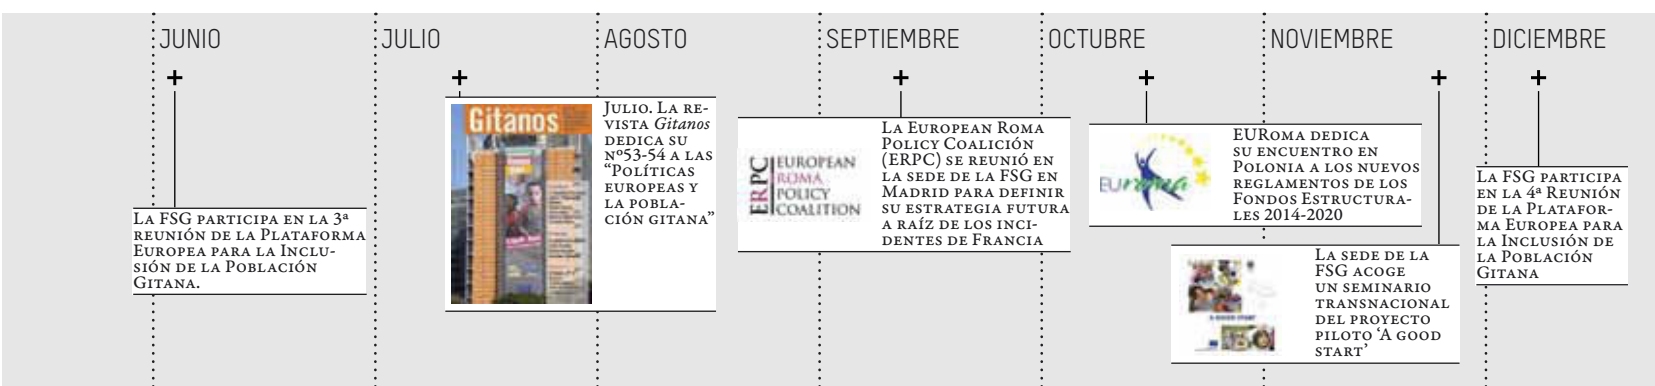 JUNIO
JULIO
AGOSTO
SEPTIEMBRE
OCTUBRE
NOVIEMBRE
DICIEMBRE
La FSG participa en la 3ª
reunión de la Plataforma
Europea para la Inclu-
sión de la Población
Gitana.
Gitanos
Julio. La re-
vista Gitanos
dedica su
nº53-54 a las
“Políticas
europeas y
la pobla-
ción gitana”
ERPC
EUROPEAN
ROMA
POLICY
COALITION
La European Roma
Policy Coalición
(ERPC) se reunió en
la sede de la FSG en
Madrid para definir
su estrategia futura
a raíz de los inci-
dentes de Francia
EUroma
EURoma dedica
su encuentro en
Polonia a los nuevos
reglamentos de los
Fondos Estructura-
les 2014-2020
A GOOD START
La sede de la
FSG acoge
un seminario
transnacional
del proyecto
piloto ‘A good
start’
La FSG participa
en la 4ª Reunión
de la Platafor-
ma Europea para
la Inclusión de
la Población
Gitana